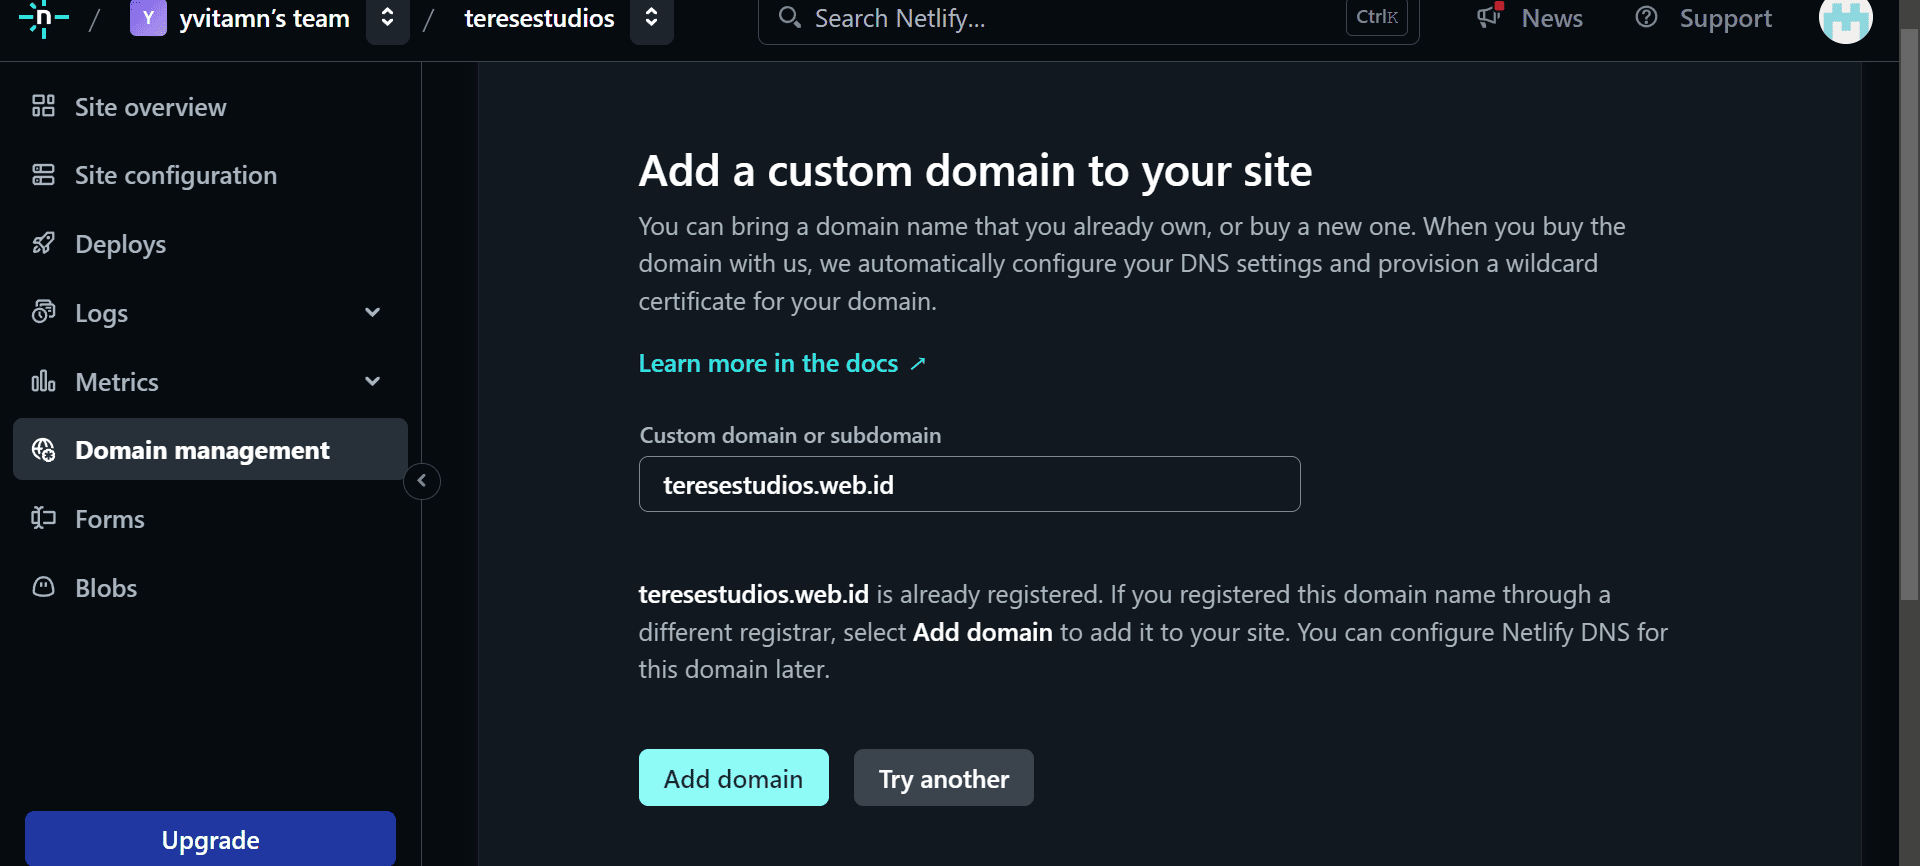 n / Y yvitamn’s team / teresestudios Search Netlify... CtrlK News Support
Site overview
Site configuration
Deploys
Logs
Metrics
Domain management
Forms
Blobs
Upgrade
Add a custom domain to your site
You can bring a domain name that you already own, or buy a new one. When you buy the
domain with us, we automatically configure your DNS settings and provision a wildcard
certificate for your domain.
Learn more in the docs ↗
Custom domain or subdomain
teresestudios.web.id
teresestudios.web.id is already registered. If you registered this domain name through a
different registrar, select Add domain to add it to your site. You can configure Netlify DNS for
this domain later.
Add domain Try another